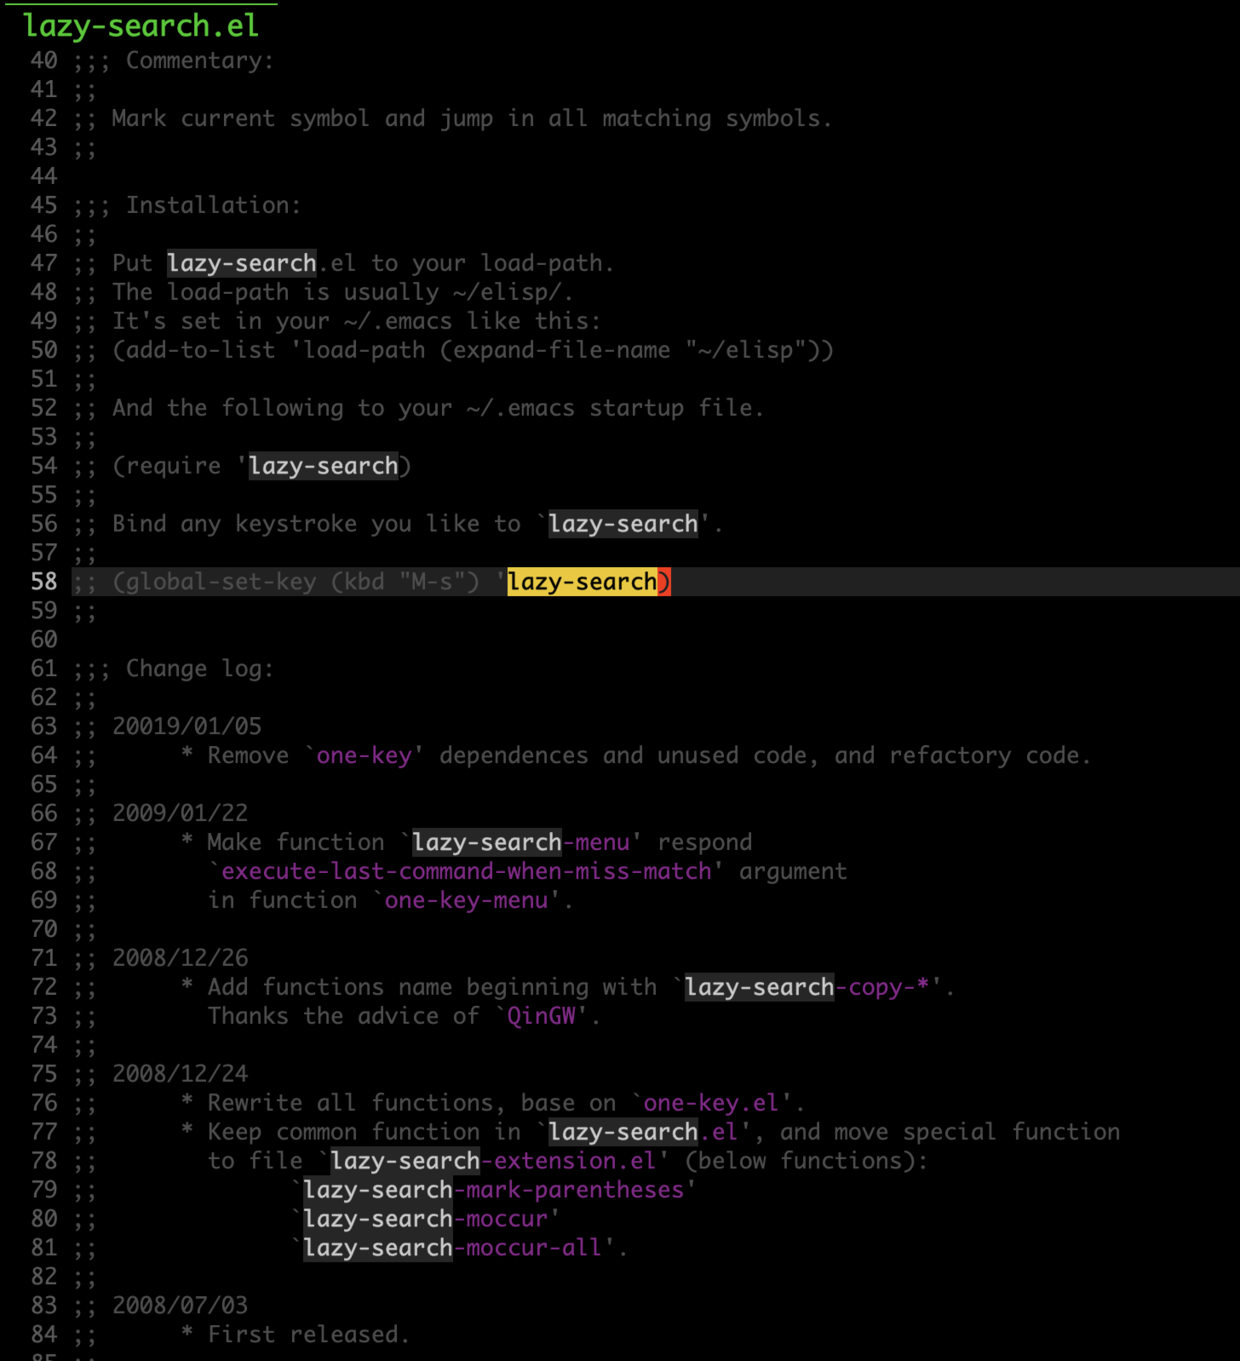 lazy-search.el
40 ;;; Commentary:
41 ;;
42 ;; Mark current symbol and jump in all matching symbols.
43 ;;
44
45 ;;; Installation:
46 ;;
47 ;; Put lazy-search.el to your load-path.
48 ;; The load-path is usually ~/elisp/.
49 ;; It's set in your ~/.emacs like this:
50 ;; (add-to-list 'load-path (expand-file-name "~/elisp"))
51 ;;
52 ;; And the following to your ~/.emacs startup file.
53 ;;
54 ;; (require 'lazy-search)
55 ;;
56 ;; Bind any keystroke you like to `lazy-search'.
57 ;;
58 ;; (global-set-key (kbd "M-s") 'lazy-search)
59 ;;
60
61 ;;; Change log:
62 ;;
63 ;; 20019/01/05
64 ;;      * Remove `one-key' dependences and unused code, and refactory code.
65 ;;
66 ;; 2009/01/22
67 ;;      * Make function `lazy-search-menu' respond
68 ;;        `execute-last-command-when-miss-match' argument
69 ;;        in function `one-key-menu'.
70 ;;
71 ;; 2008/12/26
72 ;;      * Add functions name beginning with `lazy-search-copy-*'.
73 ;;        Thanks the advice of `QinGW'.
74 ;;
75 ;; 2008/12/24
76 ;;      * Rewrite all functions, base on `one-key.el'.
77 ;;      * Keep common function in `lazy-search.el', and move special function
78 ;;        to file `lazy-search-extension.el' (below functions):
79 ;;              `lazy-search-mark-parentheses'
80 ;;              `lazy-search-moccur'
81 ;;              `lazy-search-moccur-all'.
82 ;;
83 ;; 2008/07/03
84 ;;      * First released.
85 ;;